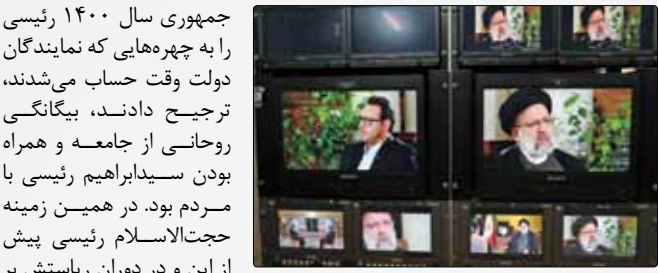 جمهوری سال ۱۴۰۰ رئیسی
را به چهره‌هایی که نمایندگان
دولت وقت حساب می‌شدند،
ترجیح دادند، بیگانگی
روحانی از جامعه و همراه
بودن سیدابراهیم رئیسی با
مردم بود. در همین زمینه
حجت‌الاسلام رئیسی پیش
از این و در دوران ریاستش بر